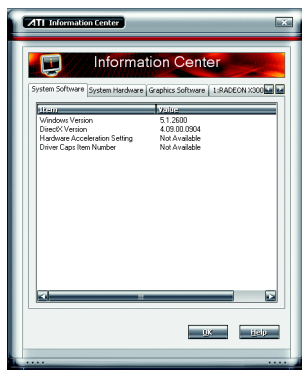 ATI Information Center
Information Center
System Software System Hardware Graphics Software 1:RADEON X300
Item Value
Windows Version 5.1.2600
DirectX Version 4.09.00.0904
Hardware Acceleration Setting Not Available
Driver Caps Item Number Not Available
OK Help